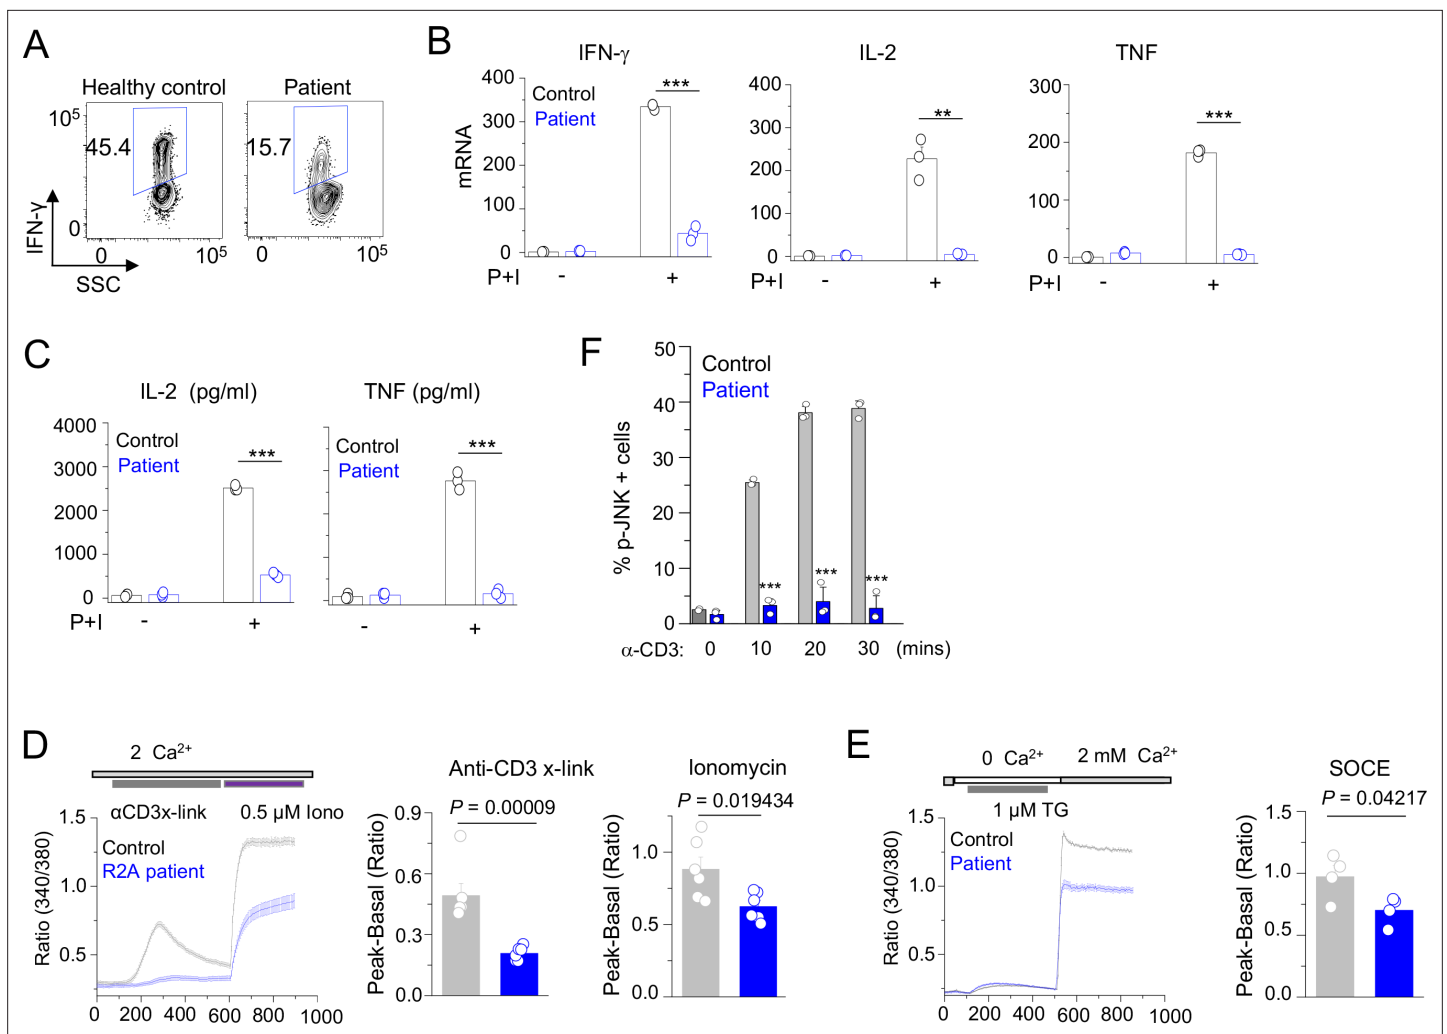 A
Healthy control
Patient
10⁵
45.4
15.7
0
IFN-γ
0
10⁵
0
10⁵
SSC
B
IFN-γ
IL-2
TNF
mRNA
400
300
200
100
0
Control
Patient
***
P+I
-
+
400
300
200
100
0
**
P+I
-
+
300
200
100
0
***
P+I
-
+
C
IL-2 (pg/ml)
TNF (pg/ml)
4000
3000
2000
1000
0
Control
Patient
***
P+I
-
+
Control
Patient
***
-
+
F
% p-JNK + cells
50
40
30
20
10
0
Control
Patient
***
***
***
α-CD3:
0
10
20
30
(mins)
D
2 Ca²⁺
αCD3x-link
0.5 µM Iono
Control
R2A patient
Ratio (340/380)
1.5
1.0
0.5
0
200
400
600
800
1000
Anti-CD3 x-link
P = 0.00009
Peak-Basal (Ratio)
0.9
0.6
0.3
0.0
Ionomycin
P = 0.019434
Peak-Basal (Ratio)
1.0
0.5
0.0
E
0 Ca²⁺
2 mM Ca²⁺
1 µM TG
Control
Patient
Ratio (340/380)
1.5
1.0
0.5
0
200
400
600
800
1000
SOCE
P = 0.04217
Peak-Basal (Ratio)
1.5
1.0
0.5
0.0